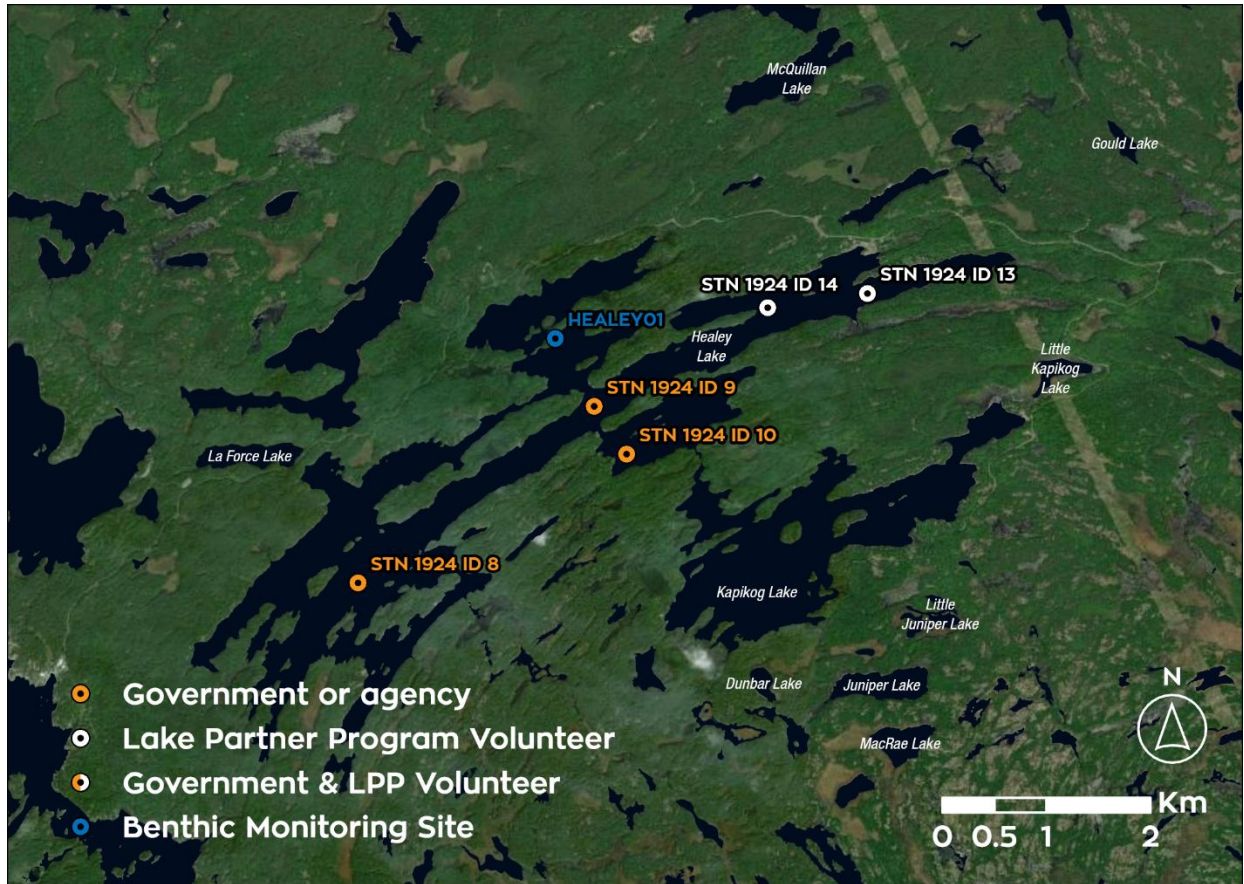 McQuillan
Lake
Gould Lake
STN 1924 ID 14
STN 1924 ID 13
HEALEY01
Healey
Lake
Little
Kapikog
Lake
STN 1924 ID 9
STN 1924 ID 10
La Force Lake
STN 1924 ID 8
Kapikog Lake
Little
Juniper Lake
Dunbar Lake
Juniper Lake
MacRae Lake
N
Government or agency
Lake Partner Program Volunteer
Government & LPP Volunteer
Benthic Monitoring Site
Km
0 0.5 1 2